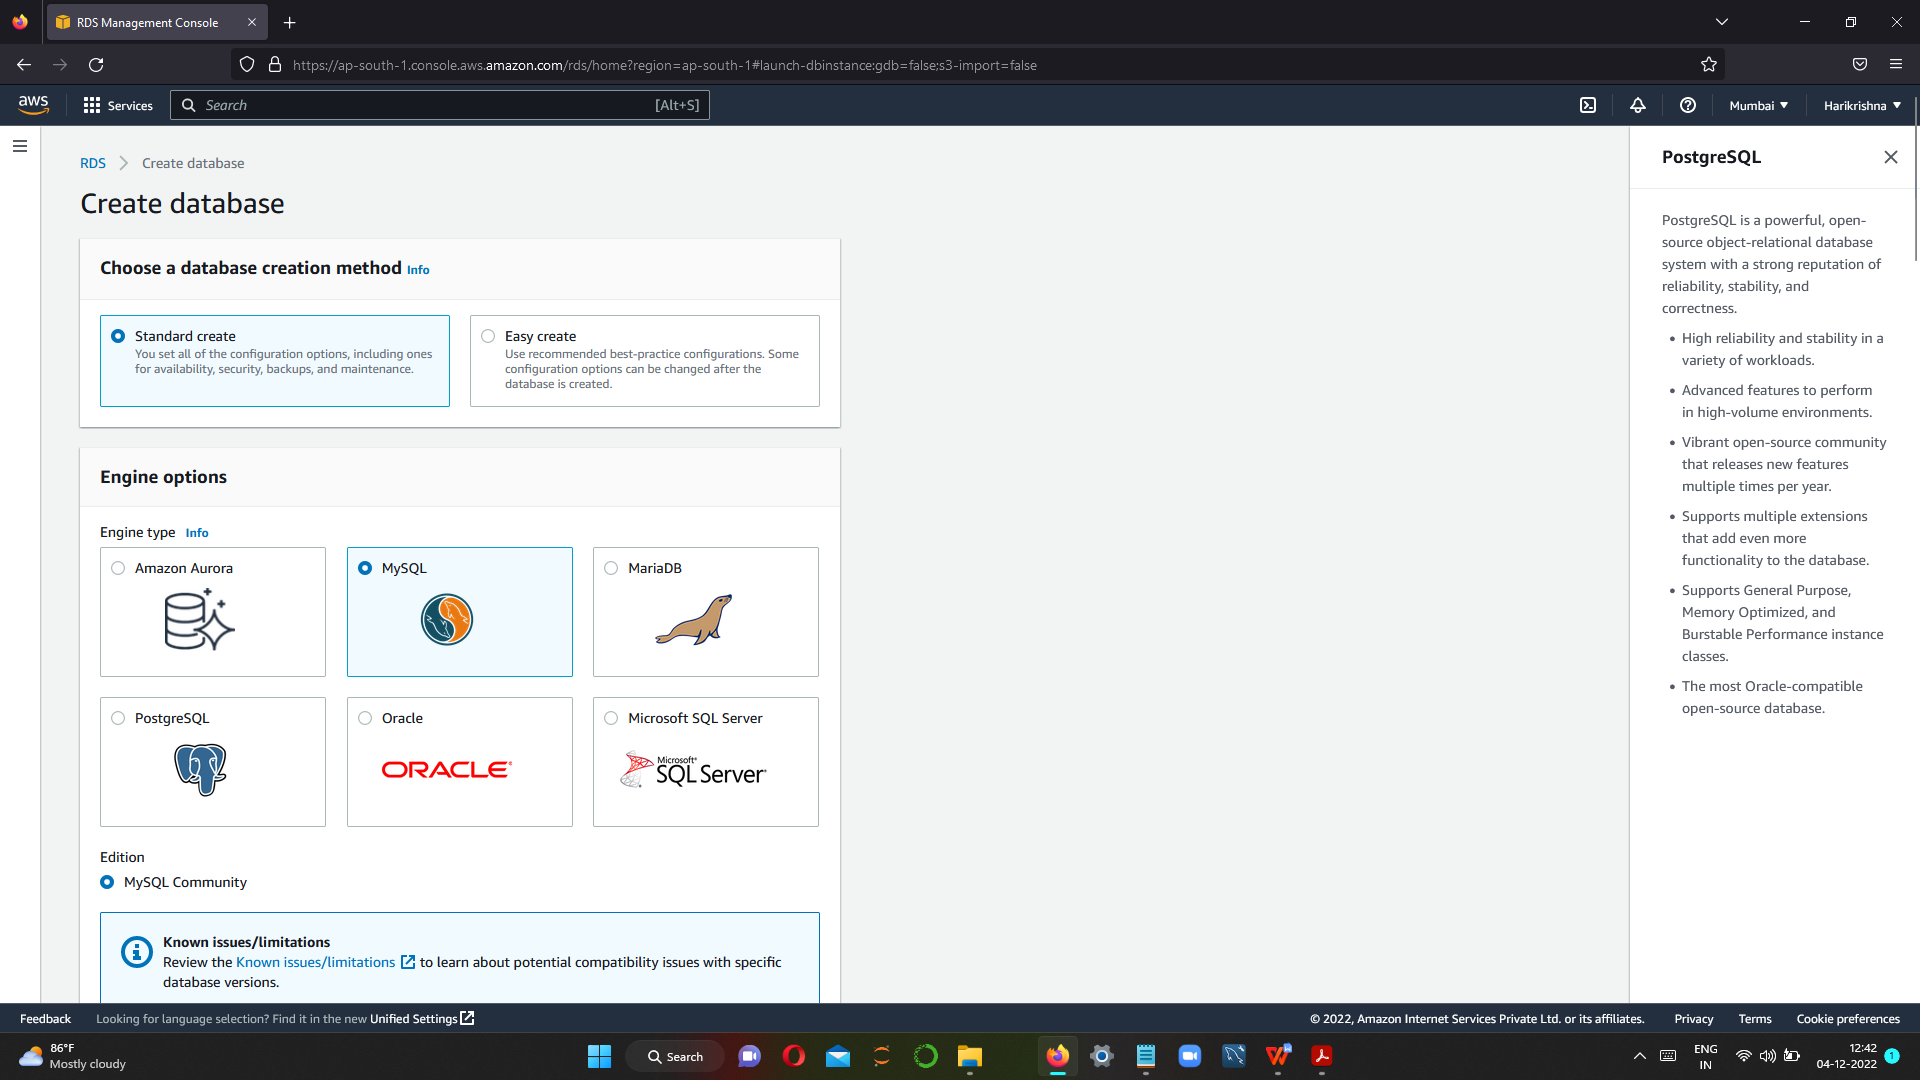 RDS Management Console
https://ap-south-1.console.aws.amazon.com/rds/home?region=ap-south-1#launch-dbinstance:gdb=false;s3-import=false
aws
Services
Search
[Alt+S]
Mumbai
Harikrishna
RDS
Create database
Create database
Choose a database creation method Info
Standard create
You set all of the configuration options, including ones
for availability, security, backups, and maintenance.
Easy create
Use recommended best-practice configurations. Some
configuration options can be changed after the
database is created.
Engine options
Engine type Info
Amazon Aurora
MySQL
MariaDB
PostgreSQL
Oracle
ORACLE
Microsoft SQL Server
Microsoft
SQL Server
Edition
MySQL Community
Known issues/limitations
Review the Known issues/limitations to learn about potential compatibility issues with specific
database versions.
PostgreSQL
PostgreSQL is a powerful, open-
source object-relational database
system with a strong reputation of
reliability, stability, and
correctness.
• High reliability and stability in a
variety of workloads.
• Advanced features to perform
in high-volume environments.
• Vibrant open-source community
that releases new features
multiple times per year.
• Supports multiple extensions
that add even more
functionality to the database.
• Supports General Purpose,
Memory Optimized, and
Burstable Performance instance
classes.
• The most Oracle-compatible
open-source database.
Feedback
Looking for language selection? Find it in the new Unified Settings
© 2022, Amazon Internet Services Private Ltd. or its affiliates.
Privacy
Terms
Cookie preferences
86°F
Mostly cloudy
Search
ENG
IN
12:42
04-12-2022
1